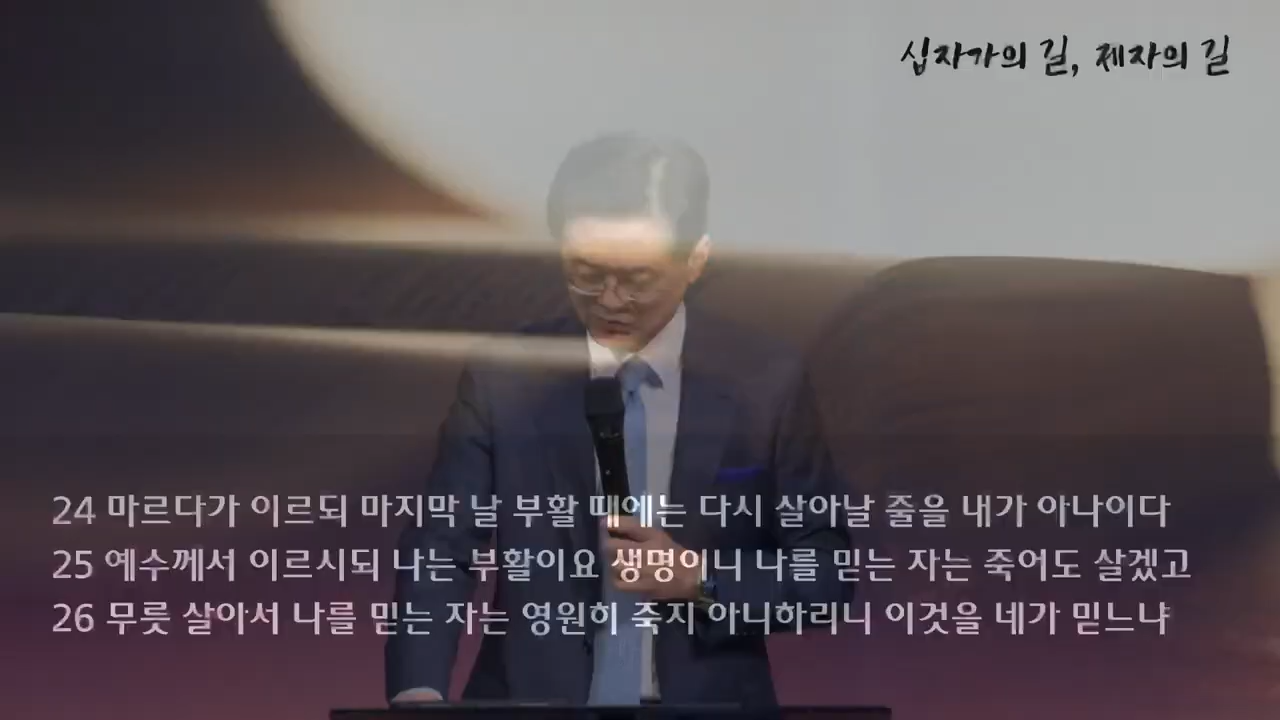 십자가의 길, 제자의 길
24 마르다가 이르되 마지막 날 부활 때에는 다시 살아날 줄을 내가 아나이다
25 예수께서 이르시되 나는 부활이요 생명이니 나를 믿는 자는 죽어도 살겠고
26 무릇 살아서 나를 믿는 자는 영원히 죽지 아니하리니 이것을 네가 믿느냐